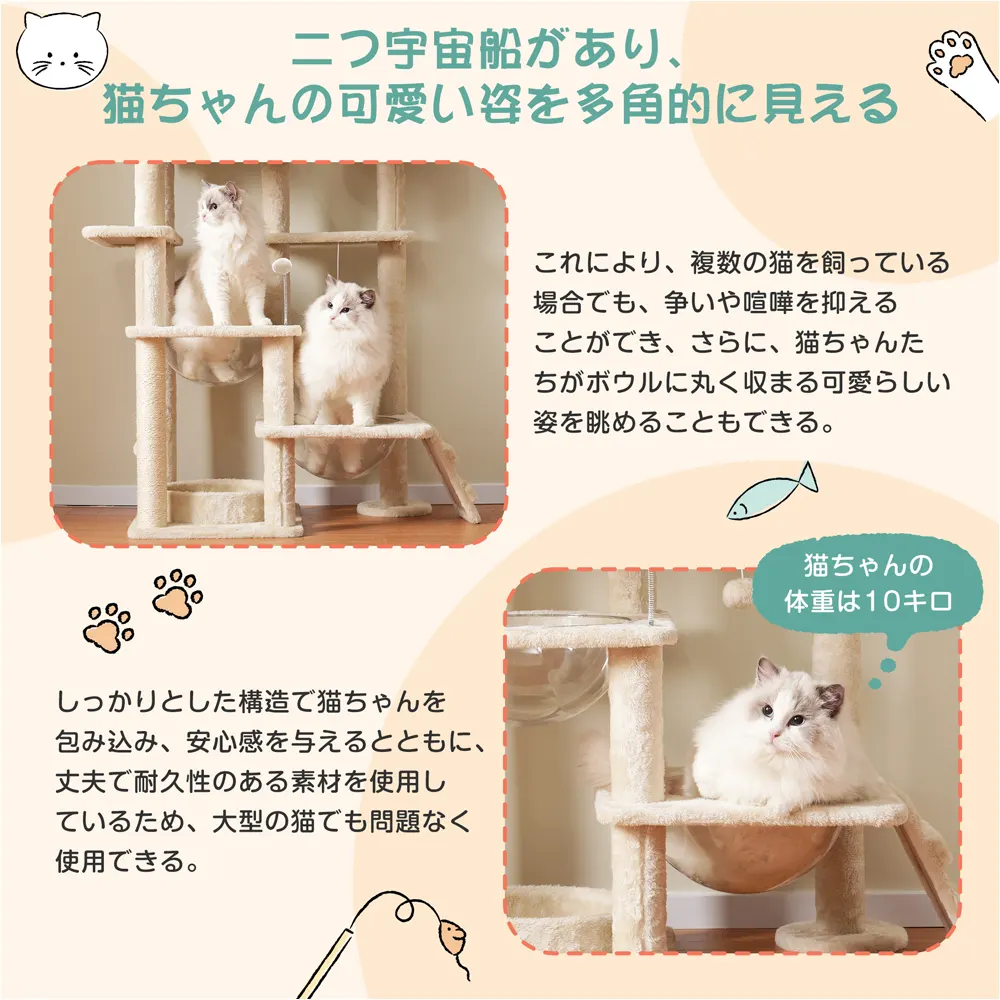 二つ宇宙船があり、
猫ちゃんの可愛い姿を多角的に見える
これにより、複数の猫を飼っている
場合でも、争いや喧嘩を抑える
ことができ、さらに、猫ちゃんた
ちがボウルに丸く収まる可愛らしい
姿を眺めることもできる。
猫ちゃんの
体重は10キロ
しっかりとした構造で猫ちゃんを
包み込み、安心感を与えるとともに、
丈夫で耐久性のある素材を使用し
ているため、大型の猫でも問題なく
使用できる。